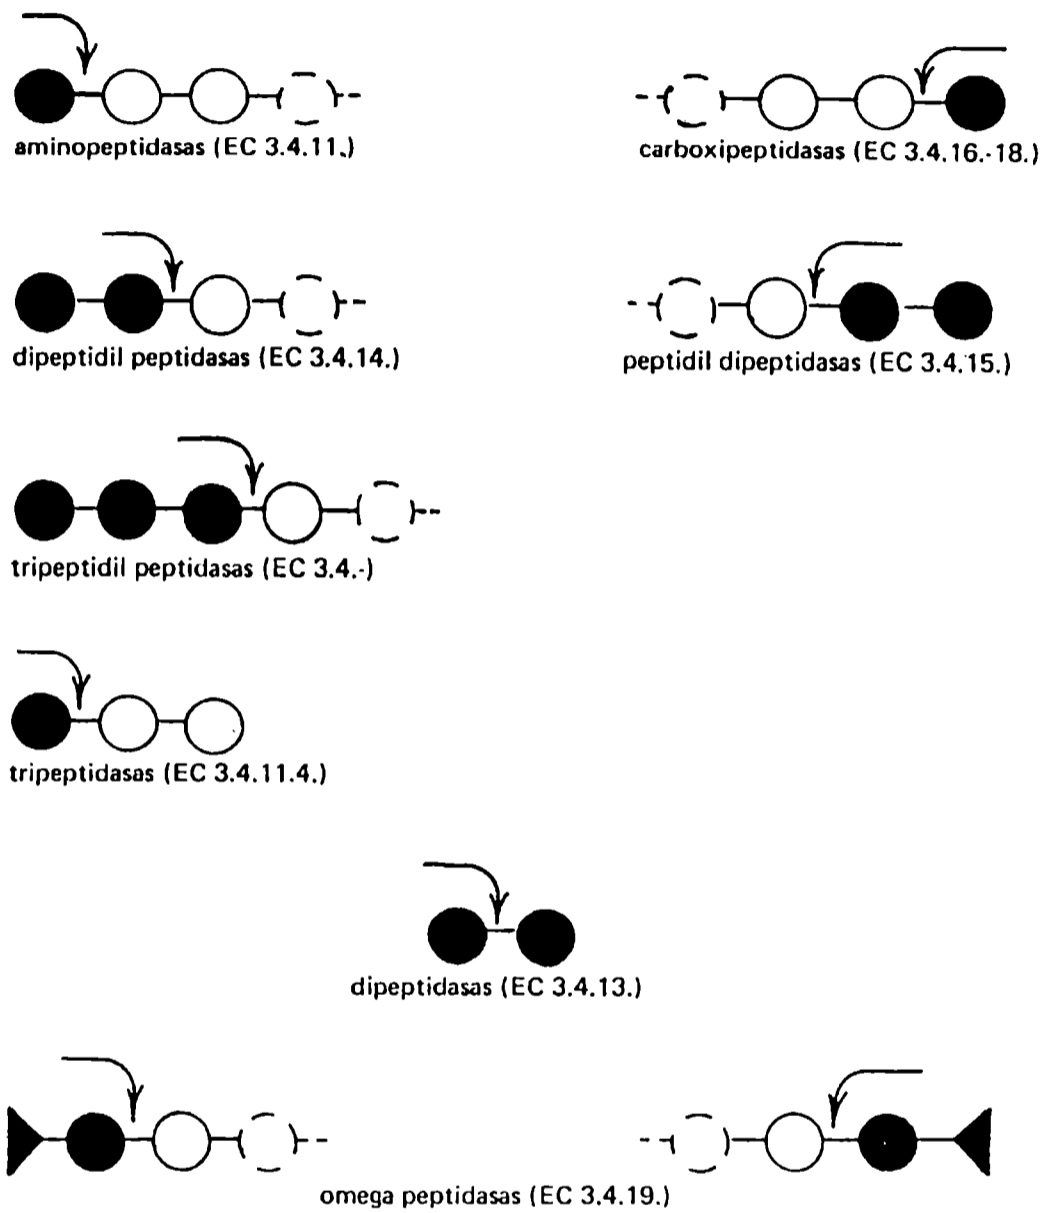 aminopeptidasas (EC 3.4.11.)
carboxipeptidasas (EC 3.4.16.-18.)
dipeptidil peptidasas (EC 3.4.14.)
peptidil dipeptidasas (EC 3.4.15.)
tripeptidil peptidasas (EC 3.4.-)
tripeptidasas (EC 3.4.11.4.)
dipeptidasas (EC 3.4.13.)
omega peptidasas (EC 3.4.19.)